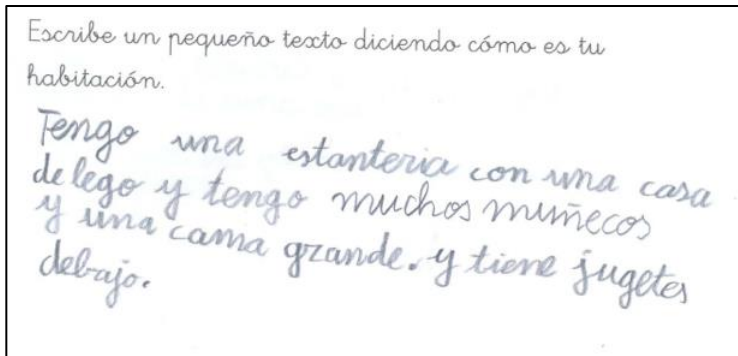 Escribe un pequeño texto diciendo cómo es tu
habitación.
Tengo una estanteria con una casa
de lego y tengo muchos muñecos
y una cama grande. y tiene jugetes
debajo.